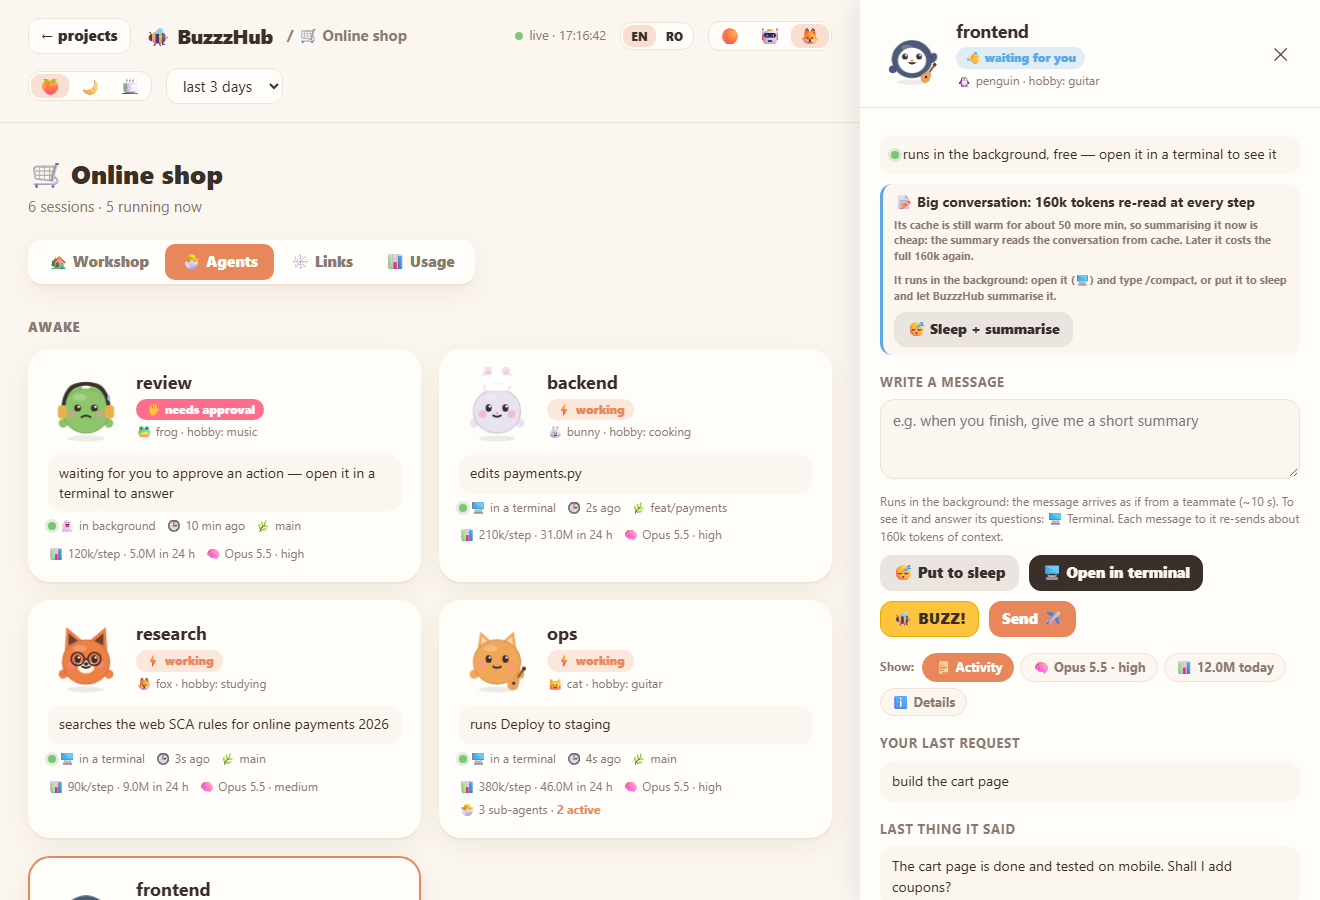 ← projects
BuzzzHub
/ 🛒 Online shop
live · 17:16:42
EN
RO
last 3 days
Online shop
6 sessions · 5 running now
Workshop
Agents
Links
Usage
AWAKE
review
needs approval
frog · hobby: music
waiting for you to approve an action — open it in a
terminal to answer
in background
10 min ago
main
120k/step · 5.0M in 24 h
Opus 5.5 · high
backend
working
bunny · hobby: cooking
edits payments.py
in a terminal
2s ago
feat/payments
210k/step · 31.0M in 24 h
Opus 5.5 · high
research
working
fox · hobby: studying
searches the web SCA rules for online payments 2026
in a terminal
3s ago
main
90k/step · 9.0M in 24 h
Opus 5.5 · medium
ops
working
cat · hobby: guitar
runs Deploy to staging
in a terminal
4s ago
main
380k/step · 46.0M in 24 h
Opus 5.5 · high
3 sub-agents · 2 active
frontend
frontend
waiting for you
penguin · hobby: guitar
runs in the background, free — open it in a terminal to see it
Big conversation: 160k tokens re-read at every step
Its cache is still warm for about 50 more min, so summarising it now is
cheap: the summary reads the conversation from cache. Later it costs the
full 160k again.
It runs in the background: open it (🖥️) and type /compact, or put it to sleep
and let BuzzzHub summarise it.
Sleep + summarise
WRITE A MESSAGE
e.g. when you finish, give me a short summary
Runs in the background: the message arrives as if from a teammate (~10 s). To
see it and answer its questions: 🖥️ Terminal. Each message to it re-sends about
160k tokens of context.
Put to sleep
Open in terminal
BUZZ!
Send
Show:
Activity
Opus 5.5 · high
12.0M today
Details
YOUR LAST REQUEST
build the cart page
LAST THING IT SAID
The cart page is done and tested on mobile. Shall I add
coupons?